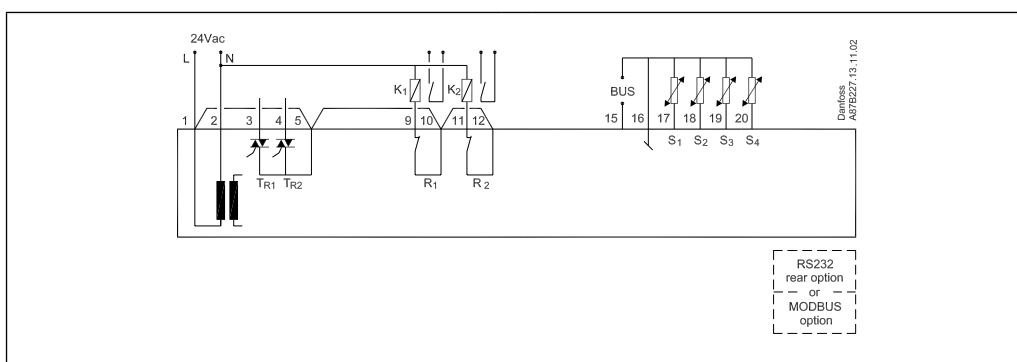 24Vac
L N
K1 K2
BUS
1 2 3 4 5 9 10 11 12 15 16 17 18 19 20
S1 S2 S3 S4
TR1 TR2 R1 R2
Danfoss
A87B227.13.11.02
RS232
rear option
or
MODBUS
option